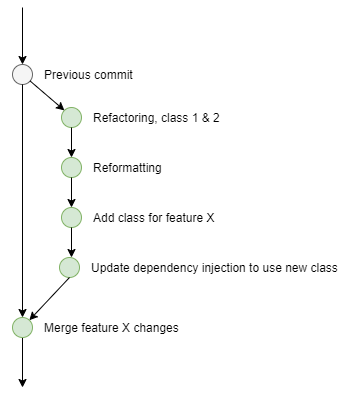 Previous commit
Refactoring, class 1 & 2
Reformatting
Add class for feature X
Update dependency injection to use new class
Merge feature X changes